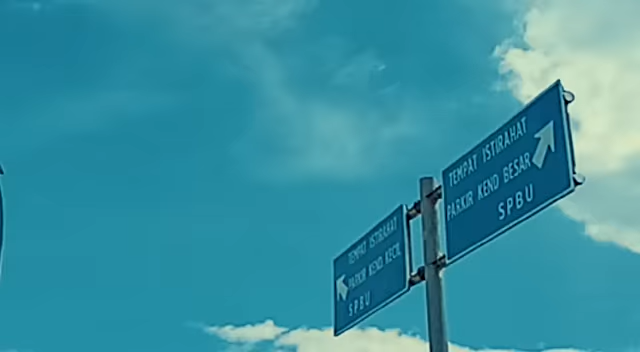 TEMPAT ISTIRAHAT
PARKIR KEND KECIL
SPBU
TEMPAT ISTIRAHAT
PARKIR KEND BESAR
SPBU